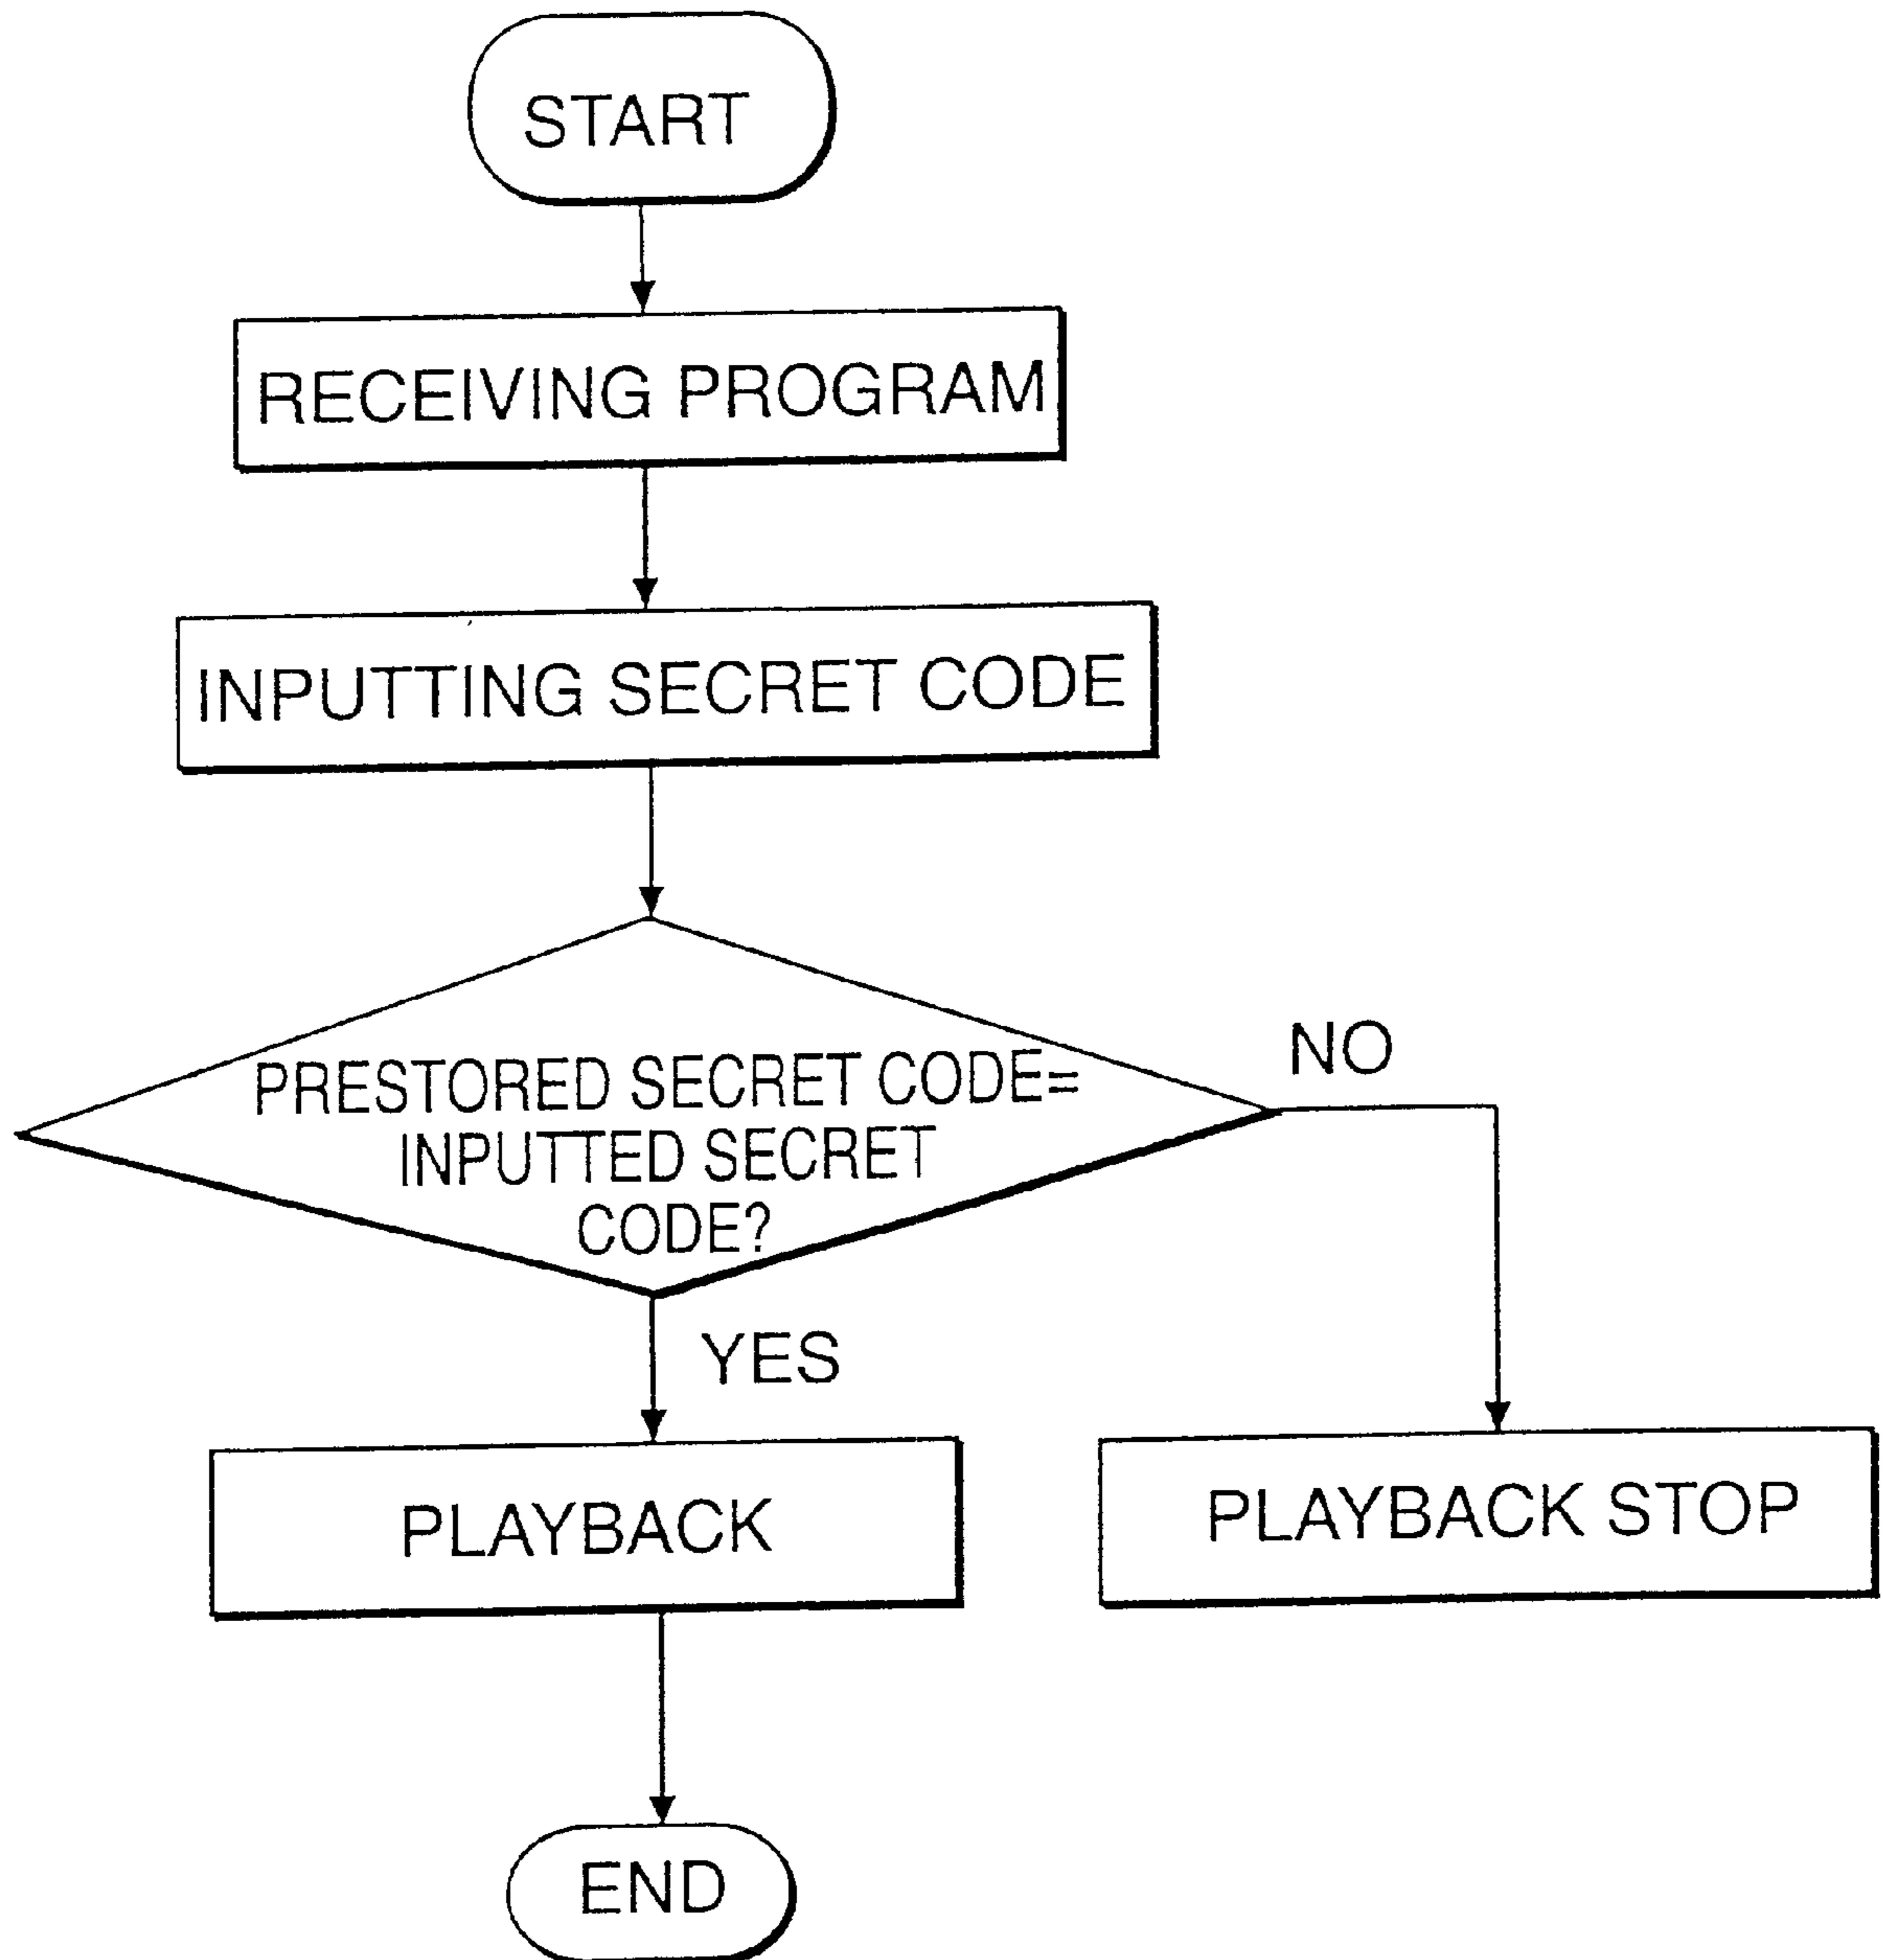 START
RECEIVING PROGRAM
INPUTTING SECRET CODE
PRESTORED SECRET CODE=
INPUTTED SECRET
CODE?
NO
YES
PLAYBACK
PLAYBACK STOP
END